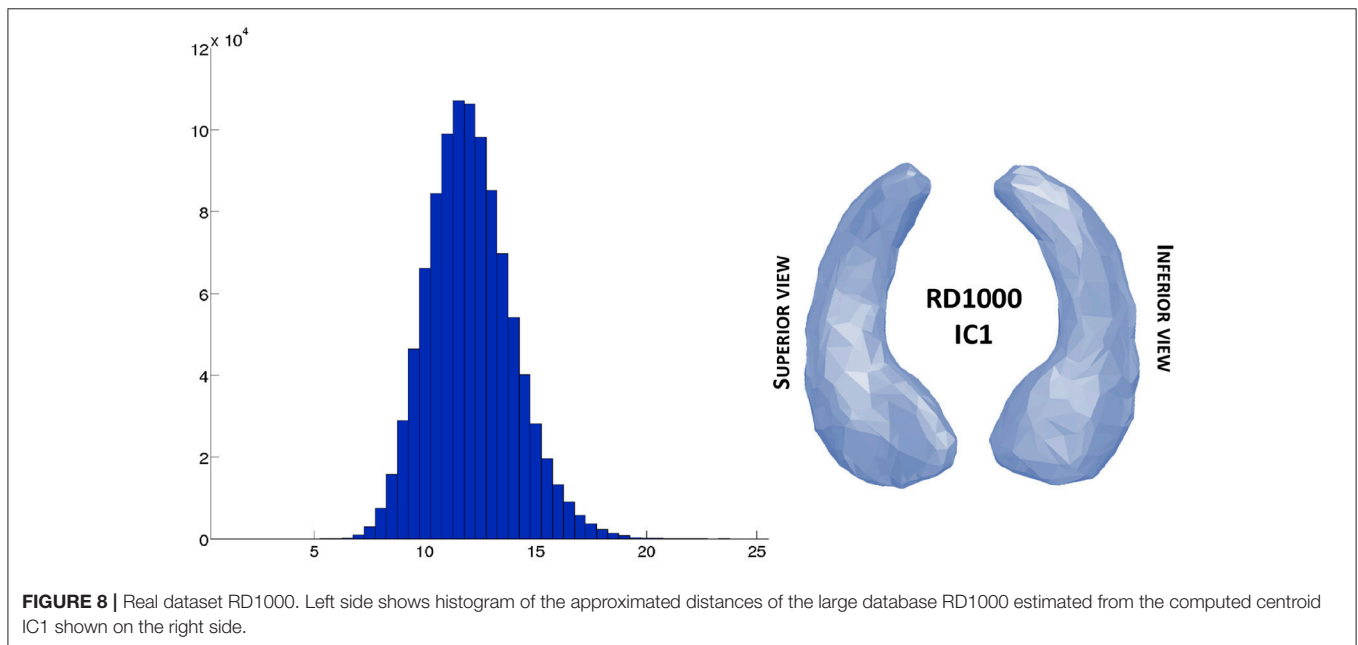 12 x 10⁴
10
8
6
4
2
0
5
10
15
20
25
SUPERIOR VIEW
RD1000
IC1
INFERIOR VIEW
FIGURE 8 | Real dataset RD1000. Left side shows histogram of the approximated distances of the large database RD1000 estimated from the computed centroid
IC1 shown on the right side.